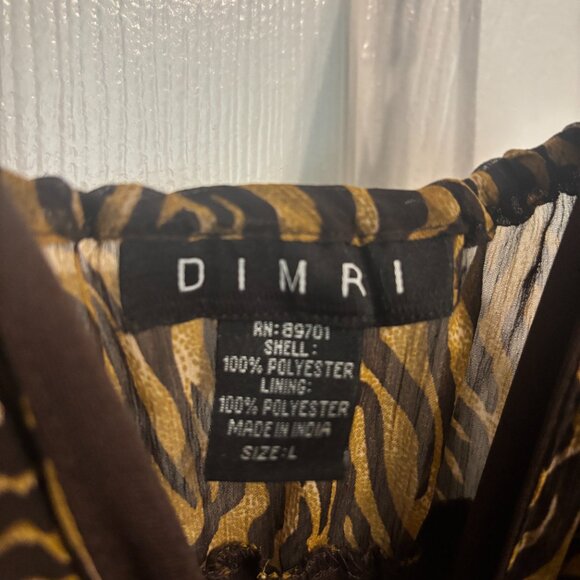 DIMRI
RN: 89701
SHELL:
100% POLYESTER
LINING:
100% POLYESTER
MADE IN INDIA
SIZE: L